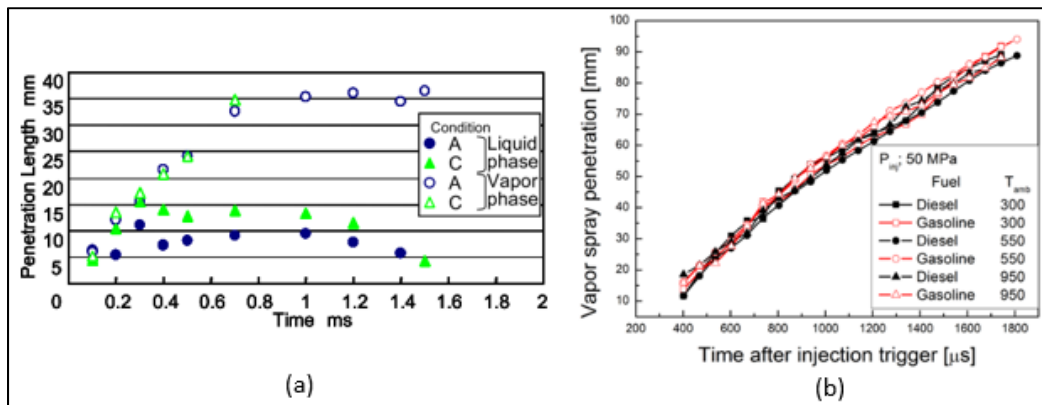 Penetration Length mm
40
35
30
25
20
15
10
5
0 0.2 0.4 0.6 0.8 1.0 1.2 1.4 1.6 1.8 2
Time ms
Condition
A Liquid
C phase
A Vapor
C phase
(a)
Vapor spray penetration [mm]
100
90
80
70
60
50
40
30
20
10
200 400 600 800 1000 1200 1400 1600 1800
Time after injection trigger [μs]
P_inj; 50 MPa
Fuel T_amb
Diesel 300
Gasoline 300
Diesel 550
Gasoline 550
Diesel 950
Gasoline 950
(b)